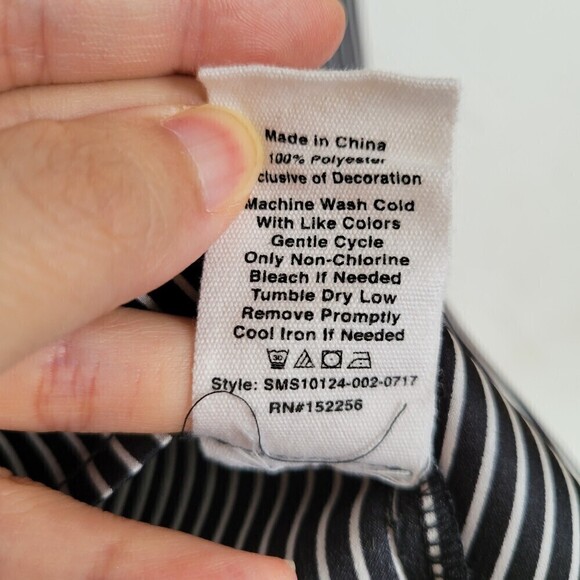 Made in China
100% Polyester
clusive of Decoration
Machine Wash Cold
With Like Colors
Gentle Cycle
Only Non-Chlorine
Bleach If Needed
Tumble Dry Low
Remove Promptly
Cool Iron If Needed
30
Style: SMS10124-002-0717
RN#152256